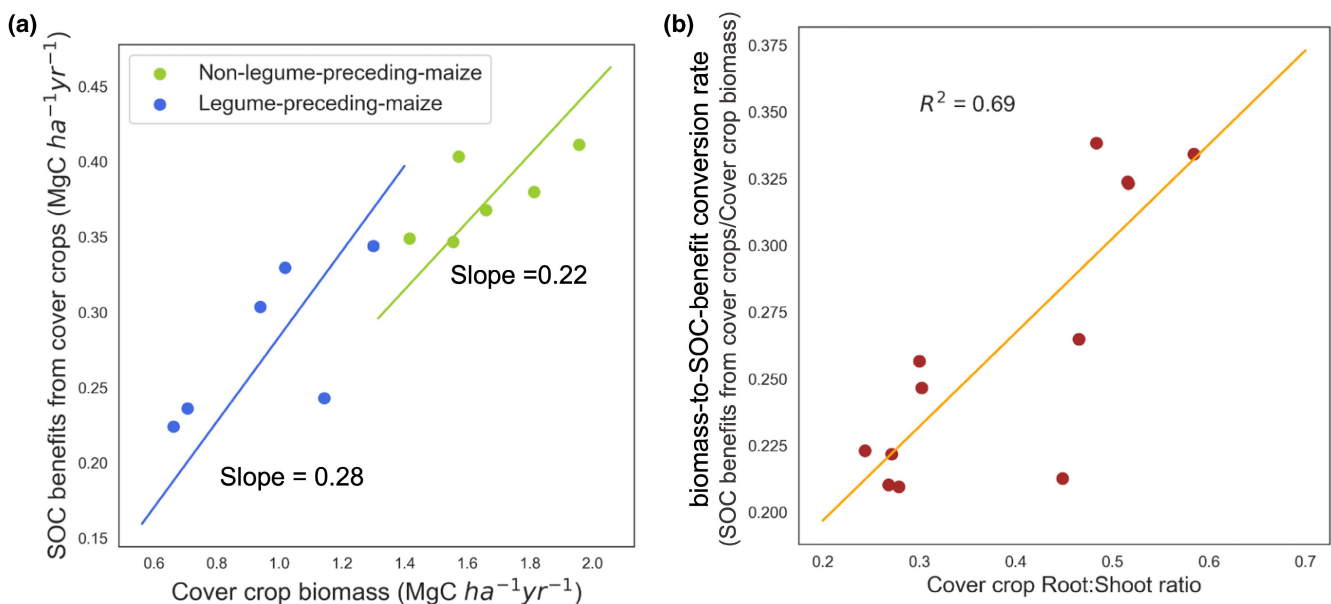 (a)
SOC benefits from cover crops (MgC ha⁻¹yr⁻¹)
0.45
0.40
0.35
0.30
0.25
0.20
0.15
Non-legume-preceding-maize
Legume-preceding-maize
Slope =0.22
Slope = 0.28
0.6 0.8 1.0 1.2 1.4 1.6 1.8 2.0
Cover crop biomass (MgC ha⁻¹yr⁻¹)
(b)
biomass-to-SOC-benefit conversion rate
(SOC benefits from cover crops/Cover crop biomass)
0.375
0.350
0.325
0.300
0.275
0.250
0.225
0.200
R² = 0.69
0.2 0.3 0.4 0.5 0.6 0.7
Cover crop Root:Shoot ratio